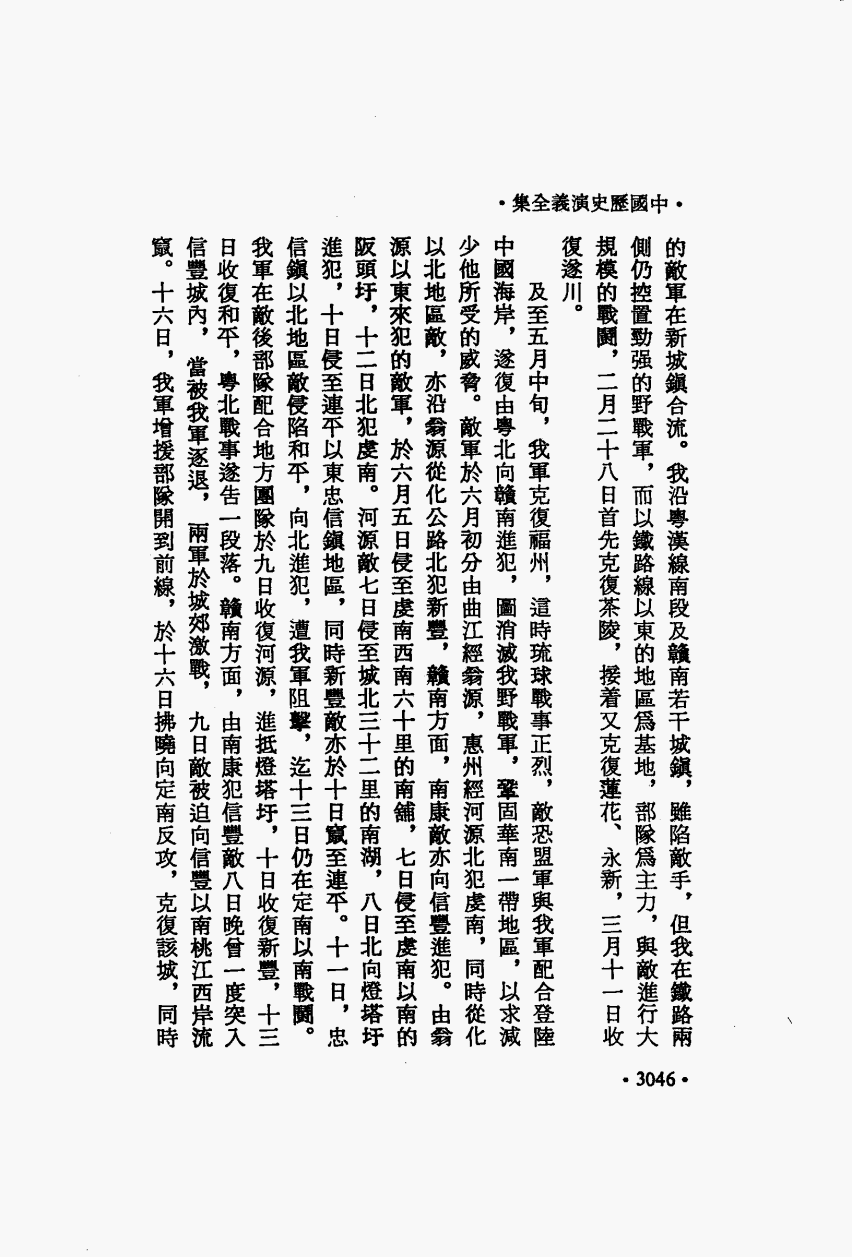 ·中國歷史演義全集·
的敵軍在新城鎭合流。我沿粵漢線南段及贛南若干城鎭，雖陷敵手，但我在鐵路兩
側仍控置勁强的野戰軍，而以鐵路線以東的地區爲基地，部隊爲主力，與敵進行大
規模的戰鬪，二月二十八日首先克復茶陵，接着又克復蓮花、永新，三月十一日收
復遂川。
及至五月中旬，我軍克復福州，這時琉球戰事正烈，敵恐盟軍與我軍配合登陸
中國海岸，遂復由粵北向贛南進犯，圖消滅我野戰軍，鞏固華南一帶地區，以求減
少他所受的威脅。敵軍於六月初分由曲江經翁源，惠州經河源北犯虔南，同時從化
以北地區敵，亦沿翁源從化公路北犯新豐，贛南方面，南康敵亦向信豐進犯。由翁
源以東來犯的敵軍，於六月五日侵至虔南西南六十里的南舖，七日侵至虔南以南的
阪頭圩，十二日北犯虔南。河源敵七日侵至城北三十二里的南湖，八日北向燈塔圩
進犯，十日侵至連平以東忠信鎭地區，同時新豐敵亦於十日竄至連平。十一日，忠
信鎭以北地區敵侵陷和平，向北進犯，遭我軍阻擊，迄十三日仍在定南以南戰鬪。
我軍在敵後部隊配合地方團隊於九日收復河源，進抵燈塔圩，十日收復新豐，十三
日收復和平，粵北戰事遂告一段落。贛南方面，由南康犯信豐敵八日晚曾一度突入
信豐城內，當被我軍逐退，兩軍於城郊激戰，九日敵被迫向信豐以南桃江西岸流
竄。十六日，我軍增援部隊開到前線，於十六日拂曉向定南反攻，克復該城，同時
·3046·